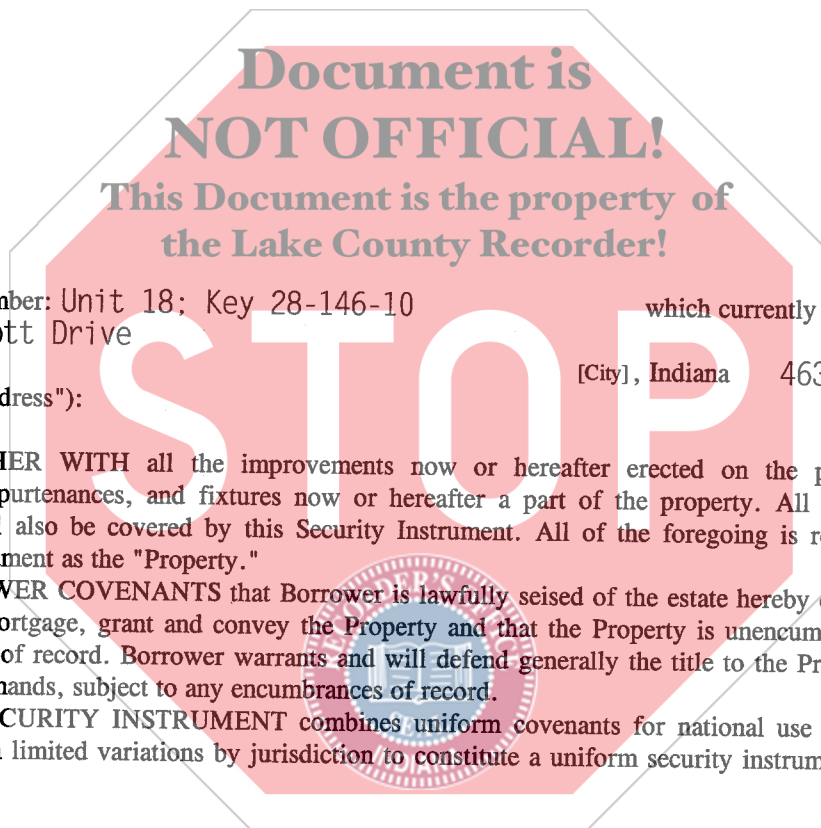 Document is
NOT OFFICIAL!
This Document is the property of
the Lake County Recorder!
mber: Unit 18; Key 28-146-10 which currently
ott Drive
[City], Indiana 463
dress"):
STOP
HER WITH all the improvements now or hereafter erected on the p
purtenances, and fixtures now or hereafter a part of the property. All
also be covered by this Security Instrument. All of the foregoing is r
ment as the "Property."
WER COVENANTS that Borrower is lawfully seised of the estate hereby
ortgage, grant and convey the Property and that the Property is unencum
of record. Borrower warrants and will defend generally the title to the Pr
nands, subject to any encumbrances of record.
CURITY INSTRUMENT combines uniform covenants for national use
limited variations by jurisdiction to constitute a uniform security instrum
RECORDER'S OFFICE
SEAL
INDIANA